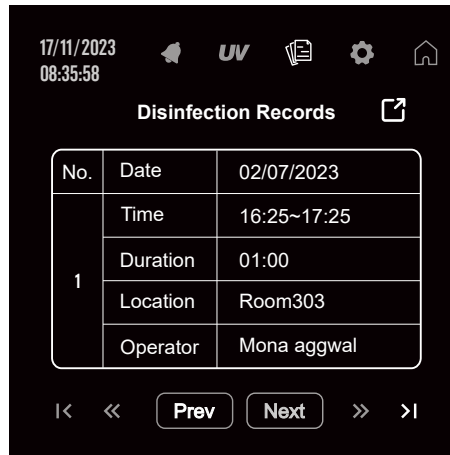 17/11/2023
08:35:58
UV
Disinfection Records
No. Date 02/07/2023
1
Time 16:25~17:25
Duration 01:00
Location Room303
Operator Mona aggwal
Prev Next